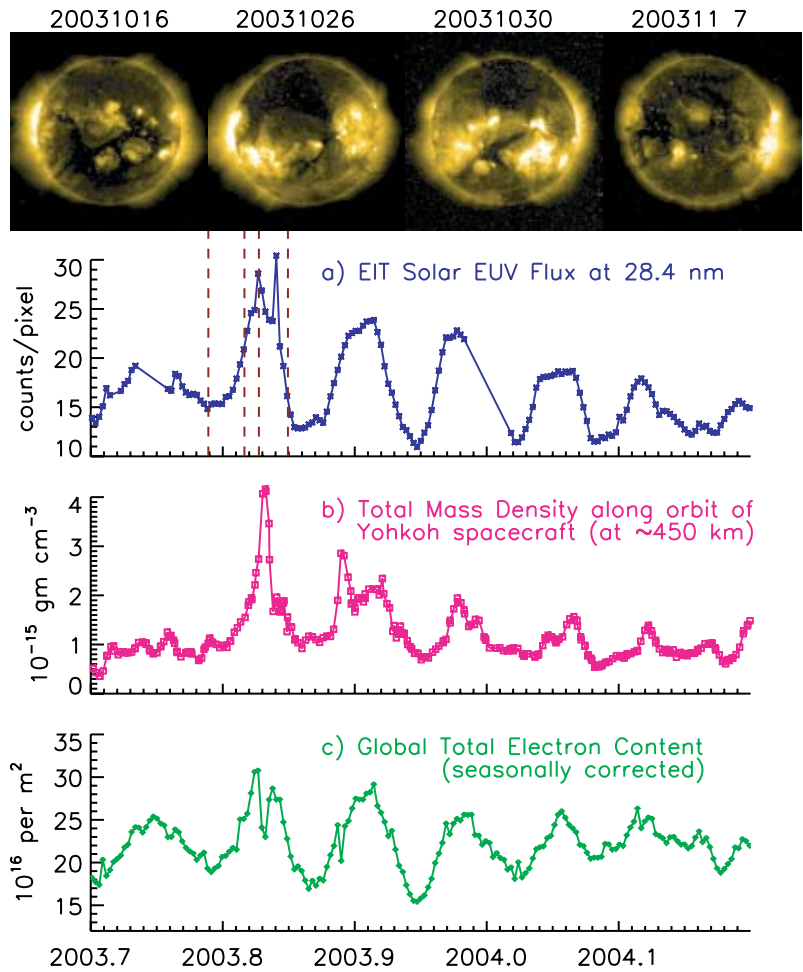 20031016 20031026 20031030 200311 7
a) EIT Solar EUV Flux at 28.4 nm
30
25
20
15
10
counts/pixel
b) Total Mass Density along orbit of
Yohkoh spacecraft (at ~450 km)
4
3
2
1
0
10⁻¹⁵ gm cm⁻³
c) Global Total Electron Content
(seasonally corrected)
35
30
25
20
15
10¹⁶ per m²
2003.7 2003.8 2003.9 2004.0 2004.1